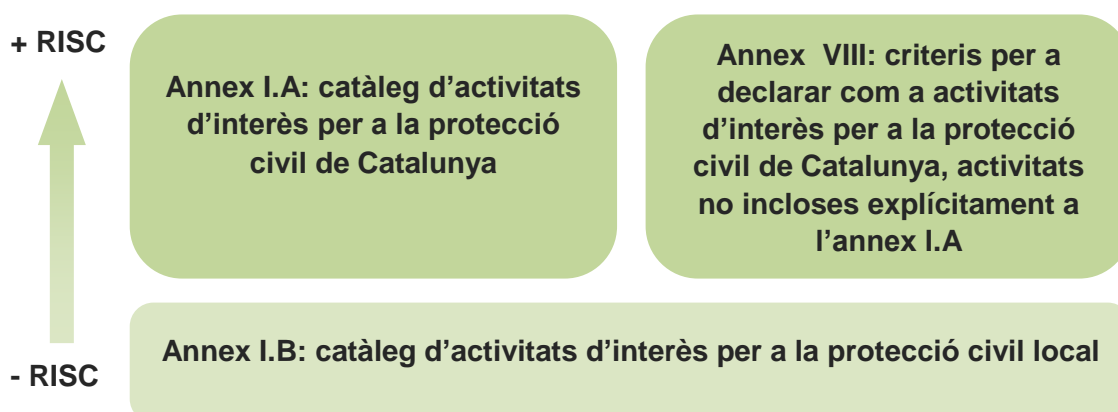 + RISC
Annex I.A: catàleg d’activitats
d’interès per a la protecció
civil de Catalunya
Annex  VIII: criteris per a
declarar com a activitats
d’interès per a la protecció
civil de Catalunya, activitats
no incloses explícitament a
l’annex I.A
Annex I.B: catàleg d’activitats d’interès per a la protecció civil local
- RISC